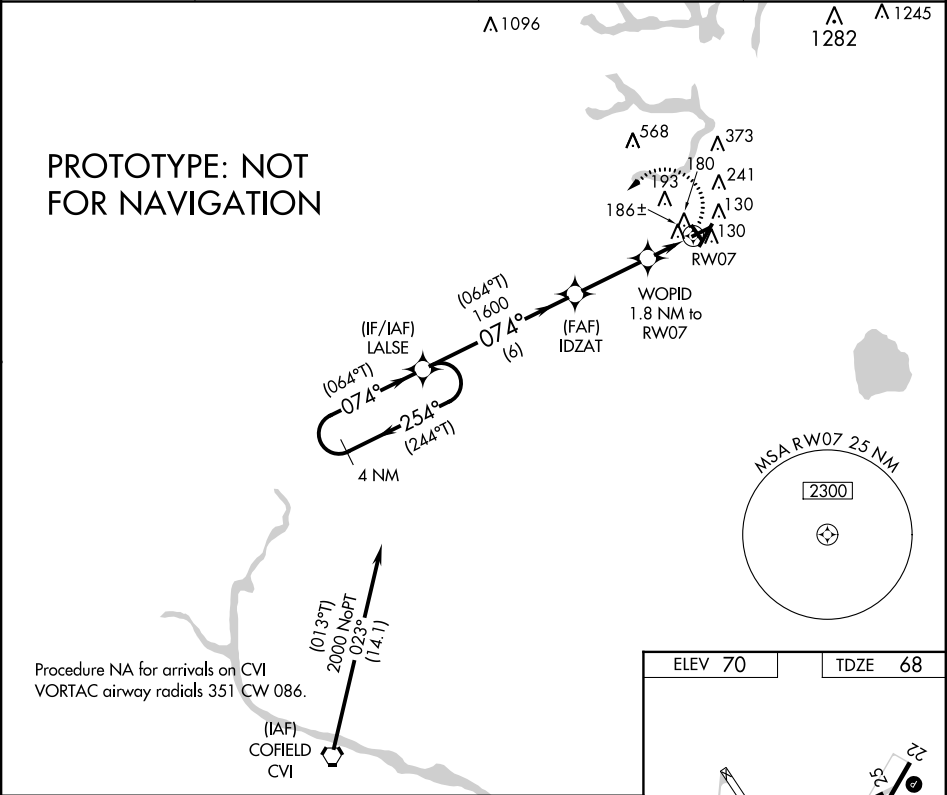 1096
1282
1245
PROTOTYPE: NOT
FOR NAVIGATION
568
373
180
193
241
186±
130
130
RW07
WOPID
1.8 NM to
RW07
(064°T)
1600
074°
(6)
(FAF)
IDZAT
(IF/IAF)
LALSE
(064°T)
074°
254°
(244°T)
4 NM
MSA RW07 25 NM
2300
(013°T)
2000 NoPT
023°
(14.1)
Procedure NA for arrivals on CVI
VORTAC airway radials 351 CW 086.
(IAF)
COFIELD
CVI
ELEV 70
TDZE 68
22
25
P